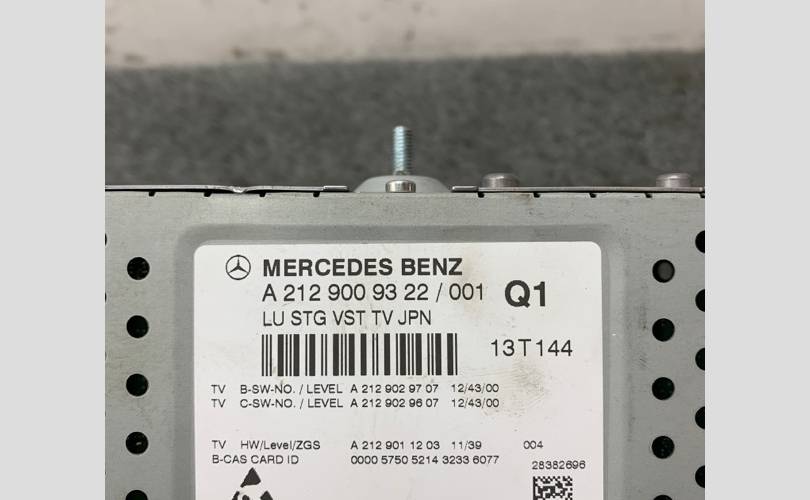 MERCEDES BENZ
A 212 900 93 22 / 001 Q1
LU STG VST TV JPN
13T144
TV B-SW-NO. / LEVEL A 212 902 97 07 12/43/00
TV C-SW-NO. / LEVEL A 212 902 96 07 12/43/00
TV HW/Level/ZGS A 212 901 12 03 11/39 004
B-CAS CARD ID 0000 5750 5214 3233 6077
28382696